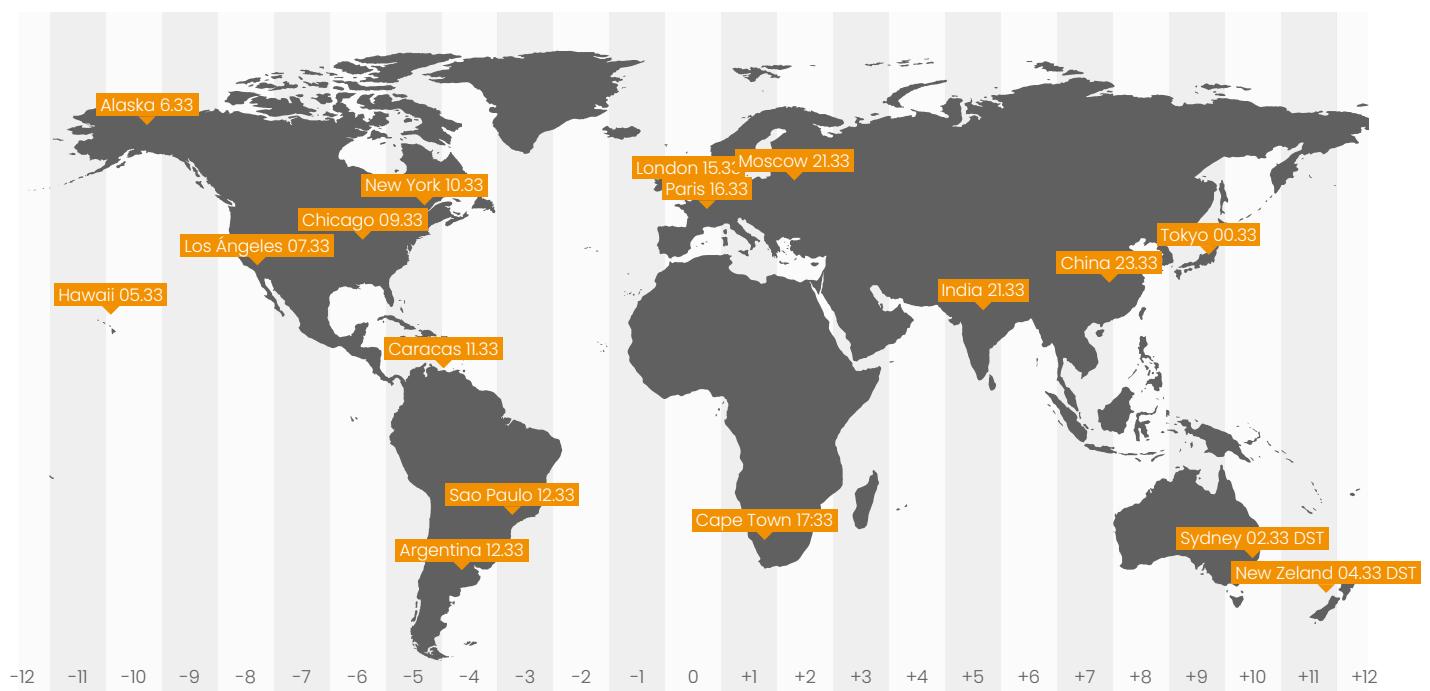 Alaska 6.33
London 15.33
Moscow 21.33
New York 10.33
Paris 16.33
Chicago 09.33
Los Ángeles 07.33
Tokyo 00.33
China 23.33
Hawaii 05.33
India 21.33
Caracas 11.33
Sao Paulo 12.33
Cape Town 17:33
Argentina 12.33
Sydney 02.33 DST
New Zeland 04.33 DST
-12 -11 -10 -9 -8 -7 -6 -5 -4 -3 -2 -1 0 +1 +2 +3 +4 +5 +6 +7 +8 +9 +10 +11 +12